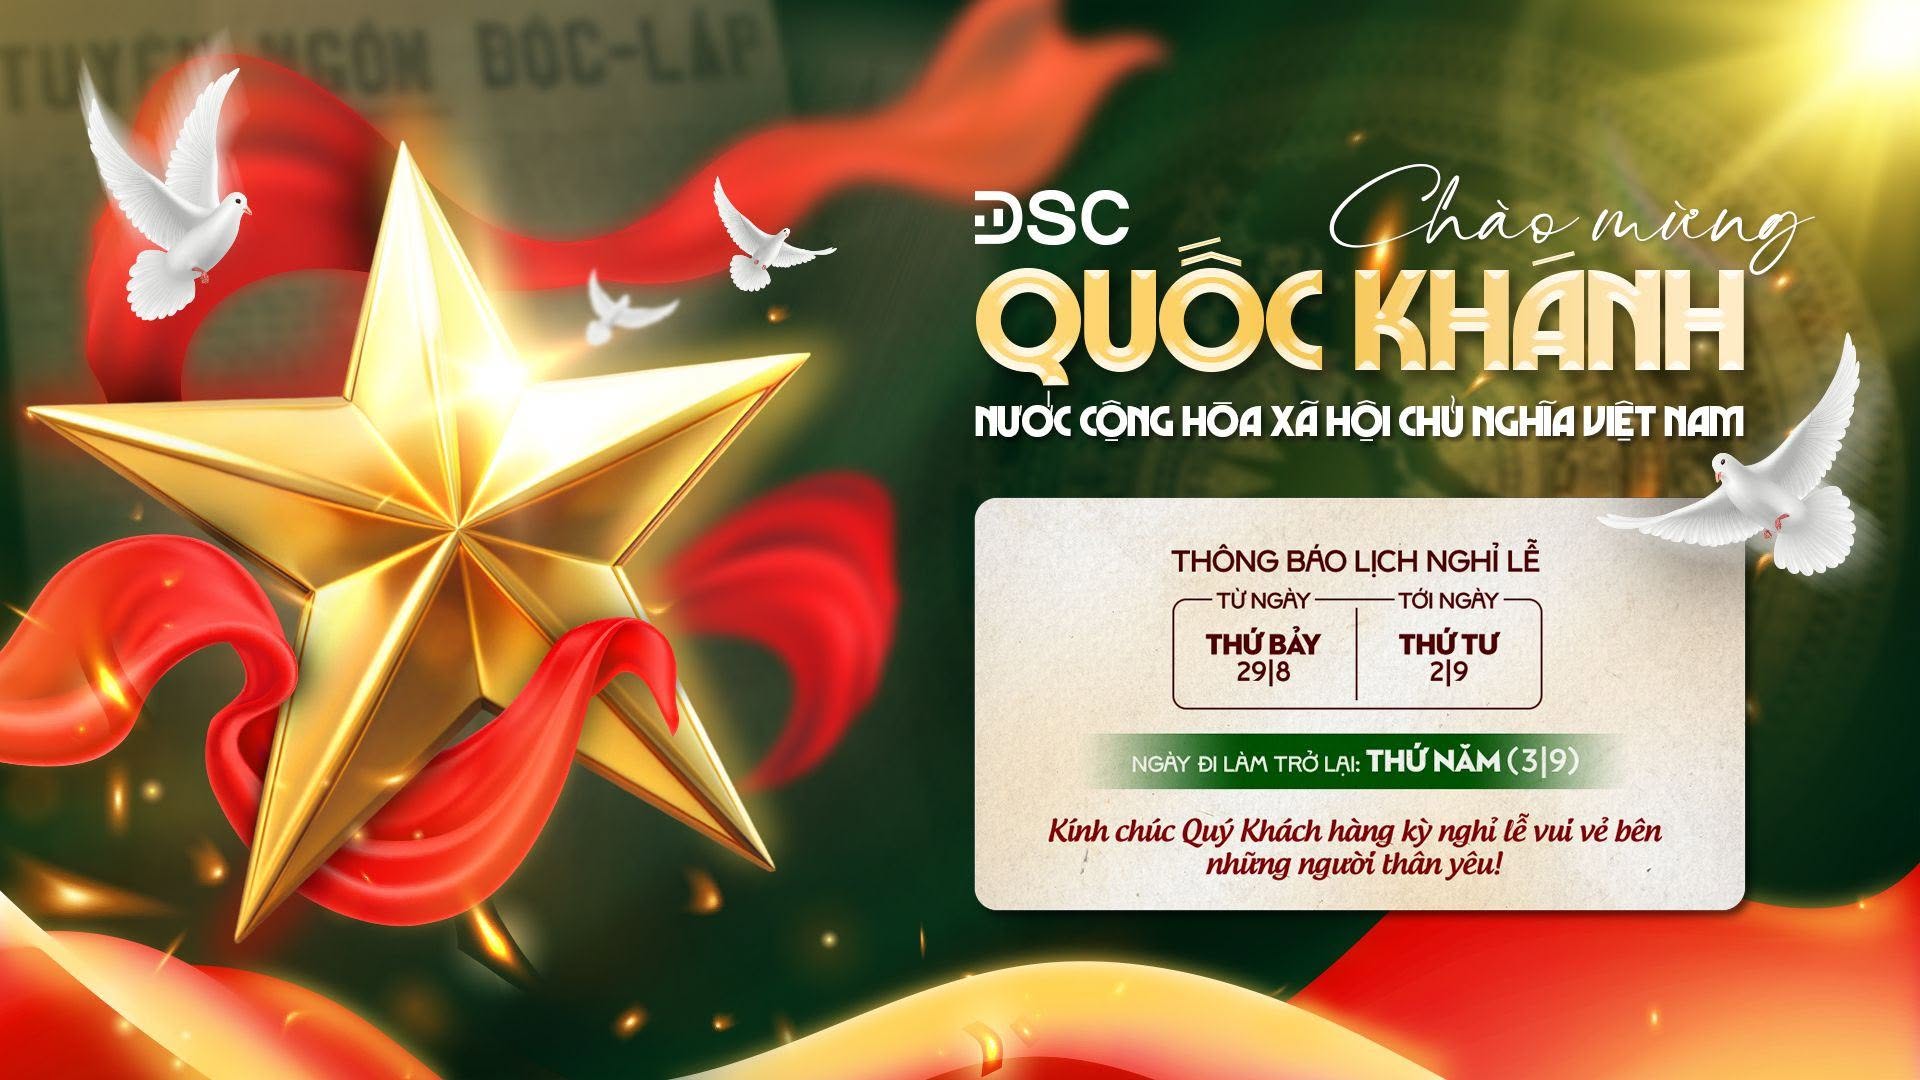 TUYÊN NGÔN ĐỘC-LẬP
DSC
Chào mừng
QUỐC KHÁNH
NƯỚC CỘNG HÒA XÃ HỘI CHỦ NGHĨA VIỆT NAM
THÔNG BÁO LỊCH NGHỈ LỄ
TỪ NGÀY TỚI NGÀY
THỨ BẢY THỨ TƯ
29|8 2|9
NGÀY ĐI LÀM TRỞ LẠI: THỨ NĂM (3|9)
Kính chúc Quý Khách hàng kỳ nghỉ lễ vui vẻ bên
những người thân yêu!